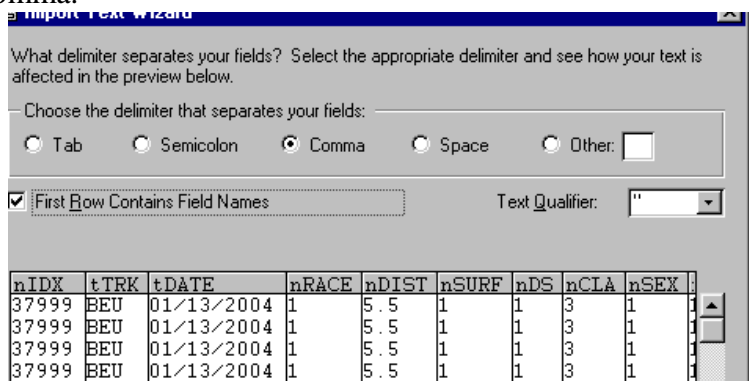 omma.
Import Text Wizard
What delimiter separates your fields? Select the appropriate delimiter and see how your text is
affected in the preview below.
Choose the delimiter that separates your fields:
Tab Semicolon Comma Space Other:
First Row Contains Field Names Text Qualifier: "
nIDX tTRK tDATE nRACE nDIST nSURF nDS nCLA nSEX
37999 BEU 01/13/2004 1 5.5 1 1 3 1 1
37999 BEU 01/13/2004 1 5.5 1 1 3 1 1
37999 BEU 01/13/2004 1 5.5 1 1 3 1 1
37999 BEU 01/13/2004 1 5.5 1 1 3 1 1